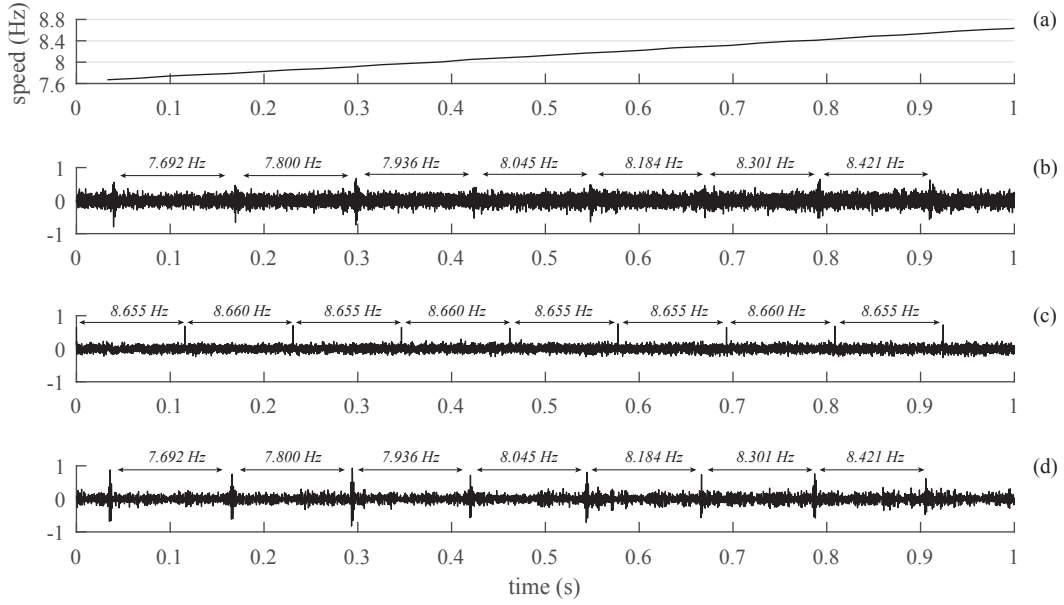 speed (Hz)
8.8
8.4
8
7.6
(a)
0 0.1 0.2 0.3 0.4 0.5 0.6 0.7 0.8 0.9 1
7.692 Hz 7.800 Hz 7.936 Hz 8.045 Hz 8.184 Hz 8.301 Hz 8.421 Hz
1
0
-1
(b)
0 0.1 0.2 0.3 0.4 0.5 0.6 0.7 0.8 0.9 1
8.655 Hz 8.660 Hz 8.655 Hz 8.660 Hz 8.655 Hz 8.655 Hz 8.660 Hz 8.655 Hz
1
0
-1
(c)
0 0.1 0.2 0.3 0.4 0.5 0.6 0.7 0.8 0.9 1
7.692 Hz 7.800 Hz 7.936 Hz 8.045 Hz 8.184 Hz 8.301 Hz 8.421 Hz
1
0
-1
(d)
0 0.1 0.2 0.3 0.4 0.5 0.6 0.7 0.8 0.9 1
time (s)